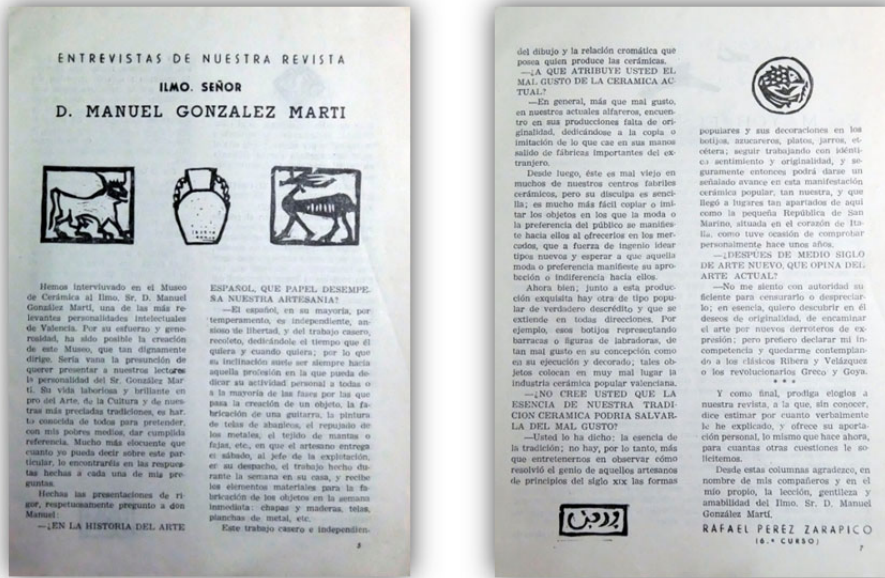 ENTREVISTAS DE NUESTRA REVISTA
ILMO. SEÑOR
D. MANUEL GONZALEZ MARTI
Hemos interviuvado en el Museo
de Cerámica al Ilmo. Sr. D. Manuel
González Martí, una de las más re-
levantes personalidades intelectuales
de Valencia. Por su esfuerzo y gene-
rosidad, ha sido posible la creación
de este Museo, que tan dignamente
dirige. Sería vana la presunción de
querer presentar a nuestros lectores
la personalidad del Sr. González Mar
tí. Su vida laboriosa y brillante en
pro del Arte, de la Cultura y de nues-
tras más preciadas tradiciones, es har.
to conocida de todos para pretender,
con mis pobres medios, dar cumplida
referencia. Mucho más elocuente que
cuanto yo pueda decir sobre este par-
ticular, lo encontraréis en las respues-
tas hechas a cada una de mis pre-
guntas.
Hechas las presentaciones de ri-
gor, respetuosamente pregunto a don
Manuel:
—¿EN LA HISTORIA DEL ARTE
ESPAÑOL, QUE PAPEL DESEMPE-
ÑA NUESTRA ARTESANIA?
—El español, en su mayoría, por
temperamento, es independiente, an-
sioso de libertad, y del trabajo casero,
recoleto, dedicándole el tiempo que él
quiera y cuando quiera; por lo que
su inclinación suele ser siempre hacia
aquella profesión en la que pueda de-
dicar su actividad personal a todas o
a la mayoría de las fases por las que
pasa la creación de un objeto, la fa-
bricación de una guitarra, la pintura
de telas de abanicos, el repujado de
los metales, el tejido de mantas o
fajas, etc., en que el artesano entrega
el sábado, al jefe de la explotación,
en su despacho, el trabajo hecho du-
rante la semana en su casa, y recibe
los elementos materiales para la fa-
bricación de los objetos en la semana
inmediata: chapas y maderas, telas,
planchas de metal, etc.
Este trabajo casero e independien-
5
del dibujo y la relación cromática que
posea quien produce las cerámicas.
—¿A QUE ATRIBUYE USTED EL
MAL GUSTO DE LA CERAMICA AC-
TUAL?
—En general, más que mal gusto,
en nuestros actuales alfareros, encuen-
tro en sus producciones falta de ori-
ginalidad, dedicándose a la copia o
imitación de lo que cae en sus manos
salido de fábricas importantes del ex-
tranjero.
Desde luego, éste es mal viejo en
muchos de nuestros centros fabriles
cerámicos, pero su disculpa es senci-
lla; es mucho más fácil copiar o imi-
tar los objetos en los que la moda o
la preferencia del público se manifies-
te hacia ellos al ofrecerlos en los mer-
cados, que a fuerza de ingenio idear
tipos nuevos y esperar a que aquella
moda o preferencia manifieste su apro-
bación o indiferencia hacia ellos.
Ahora bien; junto a esta produc-
ción exquisita hay otra de tipo popu-
lar de verdadero descrédito y que se
extiende en todas direcciones. Por
ejemplo, esos botijos representando
barracas o figuras de labradoras, de
tan mal gusto en su concepción como
en su ejecución y decorado; tales ob-
jetos colocan en muy mal lugar la
industria cerámica popular valenciana.
—¿NO CREE USTED QUE LA
ESENCIA DE NUESTRA TRADI-
CION CERAMICA PODRIA SALVAR-
LA DEL MAL GUSTO?
—Usted lo ha dicho: la esencia de
la tradición; no hay, por lo tanto, más
que entretenernos en observar cómo
resolvió el genio de aquellos artesanos
de principios del siglo XIX las formas
populares y sus decoraciones en los
botijos, azucareros, platos, jarros, et-
cétera; seguir trabajando con idénti-
co sentimiento y originalidad, y se-
guramente entonces podrá darse un
señalado avance en esta manifestación
cerámica popular, tan nuestra, y que
llegó a lugares tan apartados de aquí
como la pequeña República de San
Marino, situada en el corazón de Ita-
lia, como tuve ocasión de comprobar
personalmente hace unos años.
—¿DESPUES DE MEDIO SIGLO
DE ARTE NUEVO, QUE OPINA DEL
ARTE ACTUAL?
—No me siento con autoridad su
ficiente para censurarlo o despreciar-
lo; en esencia, quiero descubrir en él
deseos de originalidad, de encaminar
el arte por nuevos derroteros de ex-
presión; pero prefiero declarar mi in-
competencia y quedarme contemplan-
do a los clásicos Ribera y Velázquez
o los revolucionarios Greco y Goya.
* * *
Y como final, prodiga elogios a
nuestra revista, a la que, sin conocer,
dice estimar por cuanto verbalmente
le he explicado, y ofrece su aporta-
ción personal, lo mismo que hace ahora,
para cuantas otras cuestiones le so-
licitemos.
Desde estas columnas agradezco, en
nombre de mis compañeros y en el
mío propio, la lección, gentileza y
amabilidad del Ilmo. Sr. D. Manuel
González Martí.
RAFAEL PEREZ ZARAPICO
(6.º CURSO)
7